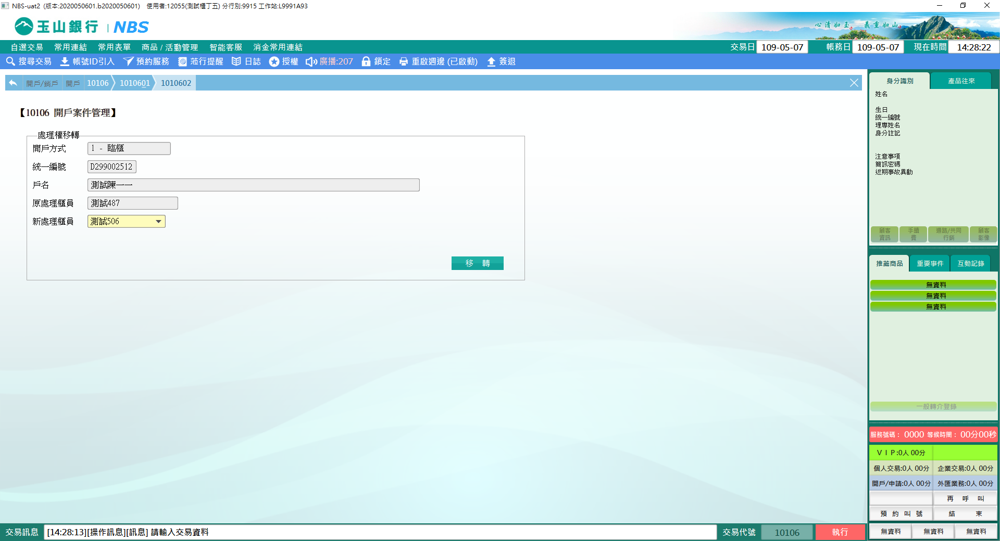 NBS-uat2 (版本:2020050601.b2020050601) 使用者:12055(測試櫃丁五) 分行別:9915 工作站:L9991A93
玉山銀行 | NBS
心清如玉。 義重如山。
自選交易 常用連結 常用表單 商品 / 活動管理 智能客服 消金常用連結
交易日 109-05-07 帳務日 109-05-07 現在時間 14:28:22
搜尋交易 帳號ID引入 預約服務 蒞行提醒 日誌 授權 廣播:207 鎖定 重啟週邊 (已啟動) 簽退
開戶/銷戶 開戶 10106 1010601 1010602
【10106 開戶案件管理】
處理權移轉
開戶方式 1 - 臨櫃
統一編號 D299002512
戶名 測試陳一一
原處理櫃員 測試487
新處理櫃員 測試506
移 轉
身分識別 產品往來
姓名
生日
統一編號
理專姓名
身分註記
注意事項
簡訊密碼
近期事故異動
顧客資訊 手續費 通路/共同行銷 顧客影像
推薦商品 重要事件 互動記錄
無資料
無資料
無資料
一般轉介登錄
服務號碼: 0000 等候時間: 00分00秒
VIP:0人 00分
個人交易:0人 00分 企業交易:0人 00分
開戶/申請:0人 00分 外匯業務:0人 00分
再 呼 叫
預 約 叫 號 結 束
無資料 無資料 無資料
交易訊息 [14:28:13][操作訊息][訊息] 請輸入交易資料 交易代號 10106 執行